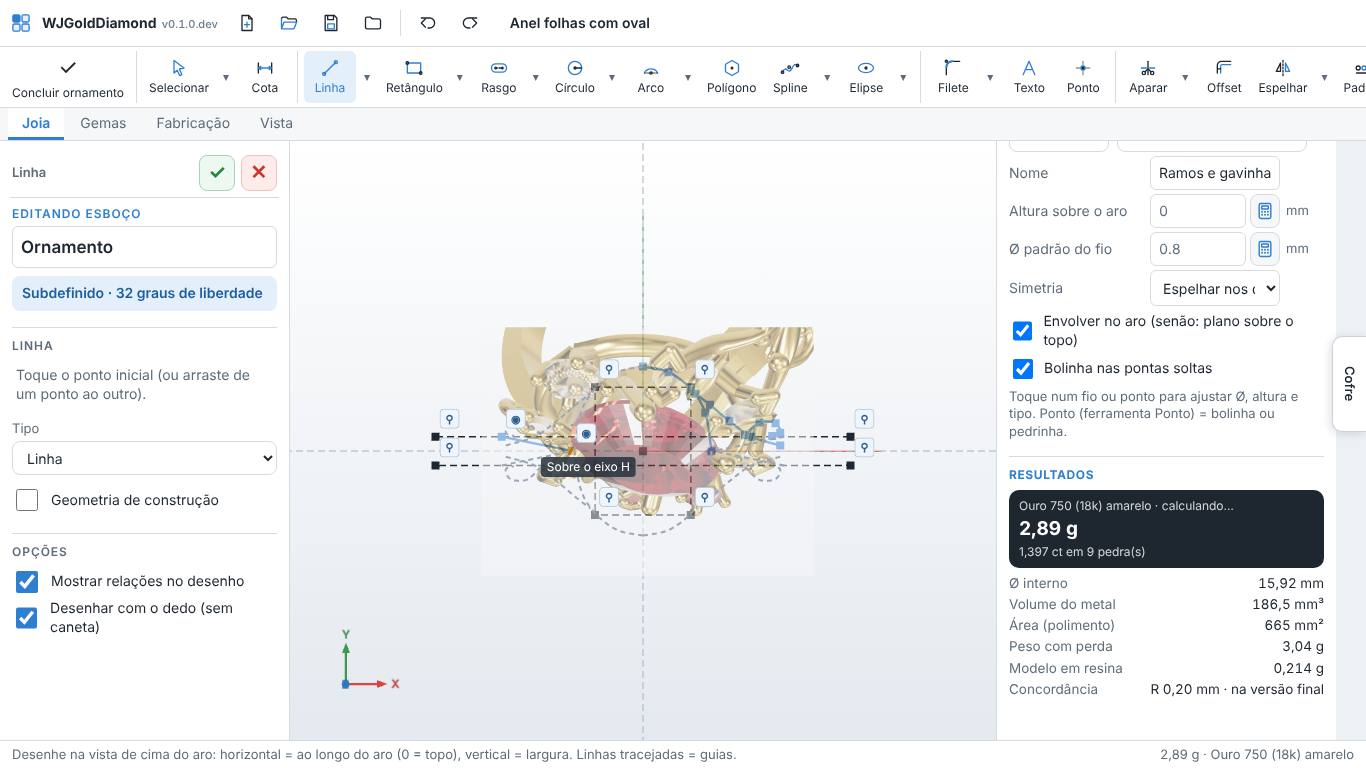 WJGoldDiamond v0.1.0.dev
Anel folhas com oval
Concluir ornamento
Selecionar
Cota
Linha
Retângulo
Rasgo
Círculo
Arco
Polígono
Spline
Elipse
Filete
Texto
Ponto
Aparar
Offset
Espelhar
Pad
Joia
Gemas
Fabricação
Vista
Linha
EDITANDO ESBOÇO
Ornamento
Subdefinido · 32 graus de liberdade
LINHA
Toque o ponto inicial (ou arraste de
um ponto ao outro).
Tipo
Linha
Geometria de construção
OPÇÕES
Mostrar relações no desenho
Desenhar com o dedo (sem
caneta)
Sobre o eixo H
Y
X
Nome
Ramos e gavinha
Altura sobre o aro
0
mm
Ø padrão do fio
0.8
mm
Simetria
Espelhar nos c
Envolver no aro (senão: plano sobre o
topo)
Bolinha nas pontas soltas
Toque num fio ou ponto para ajustar Ø, altura e
tipo. Ponto (ferramenta Ponto) = bolinha ou
pedrinha.
RESULTADOS
Ouro 750 (18k) amarelo · calculando…
2,89 g
1,397 ct em 9 pedra(s)
Ø interno 15,92 mm
Volume do metal 186,5 mm³
Área (polimento) 665 mm²
Peso com perda 3,04 g
Modelo em resina 0,214 g
Concordância R 0,20 mm · na versão final
Cofre
Desenhe na vista de cima do aro: horizontal = ao longo do aro (0 = topo), vertical = largura. Linhas tracejadas = guias.
2,89 g · Ouro 750 (18k) amarelo